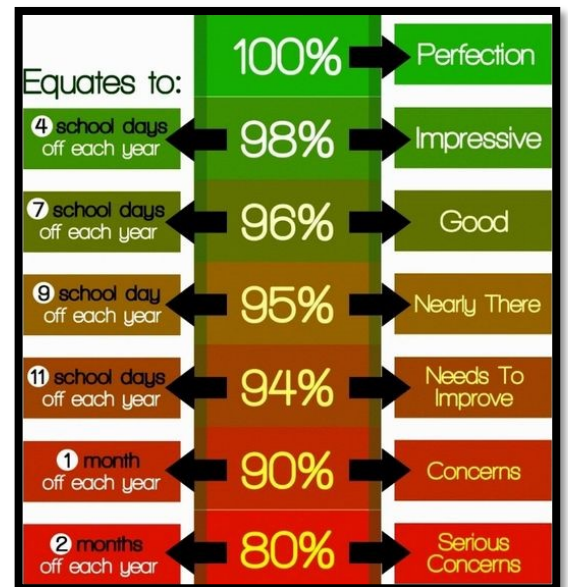 100%
Perfection
Equates to:
4 school days
off each year
98%
Impressive
7 school days
off each year
96%
Good
9 school day
off each year
95%
Nearly There
11 school days
off each year
94%
Needs To
Improve
1 month
off each year
90%
Concerns
2 months
off each year
80%
Serious
Concerns